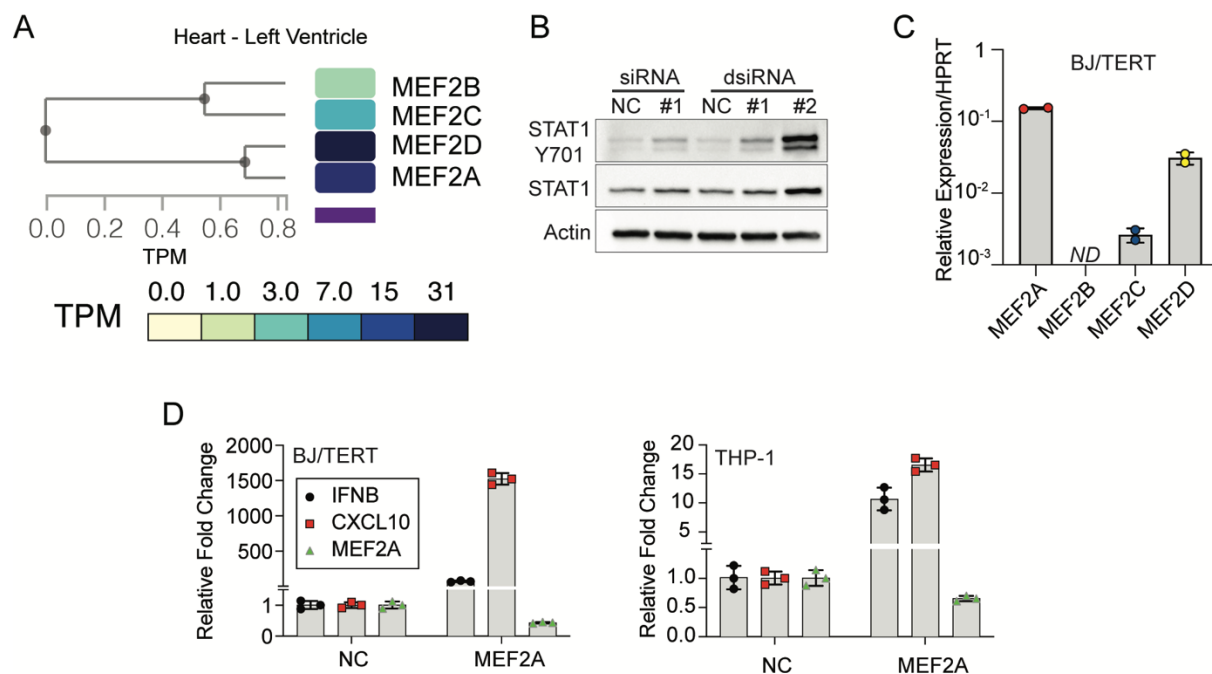 A
Heart - Left Ventricle
MEF2B
MEF2C
MEF2D
MEF2A
0.0 0.2 0.4 0.6 0.8
TPM
0.0 1.0 3.0 7.0 15 31
TPM
B
siRNA dsiRNA
NC #1 NC #1 #2
STAT1
Y701
STAT1
Actin
C
BJ/TERT
Relative Expression/HPRT
1
10-1
10-2
10-3
ND
MEF2A MEF2B MEF2C MEF2D
D
BJ/TERT
Relative Fold Change
2000
1500
1000
500
1
0
IFNB
CXCL10
MEF2A
NC MEF2A
THP-1
Relative Fold Change
20
15
10
5
1.0
0.5
0.0
NC MEF2A